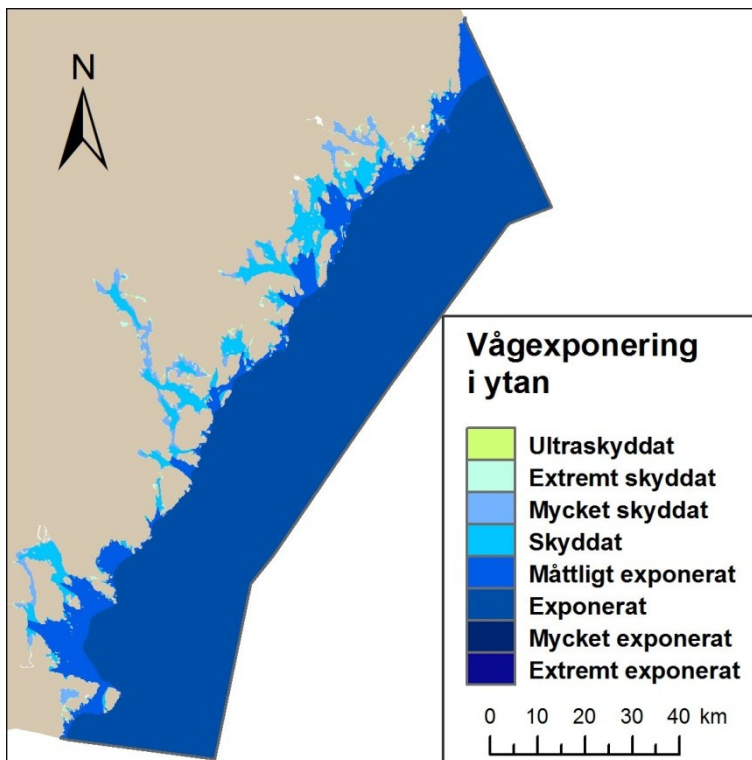 N
Vågexponering
i ytan
Ultraskyddat
Extremt skyddat
Mycket skyddat
Skyddat
Måttligt exponerat
Exponerat
Mycket exponerat
Extremt exponerat
0 10 20 30 40 km